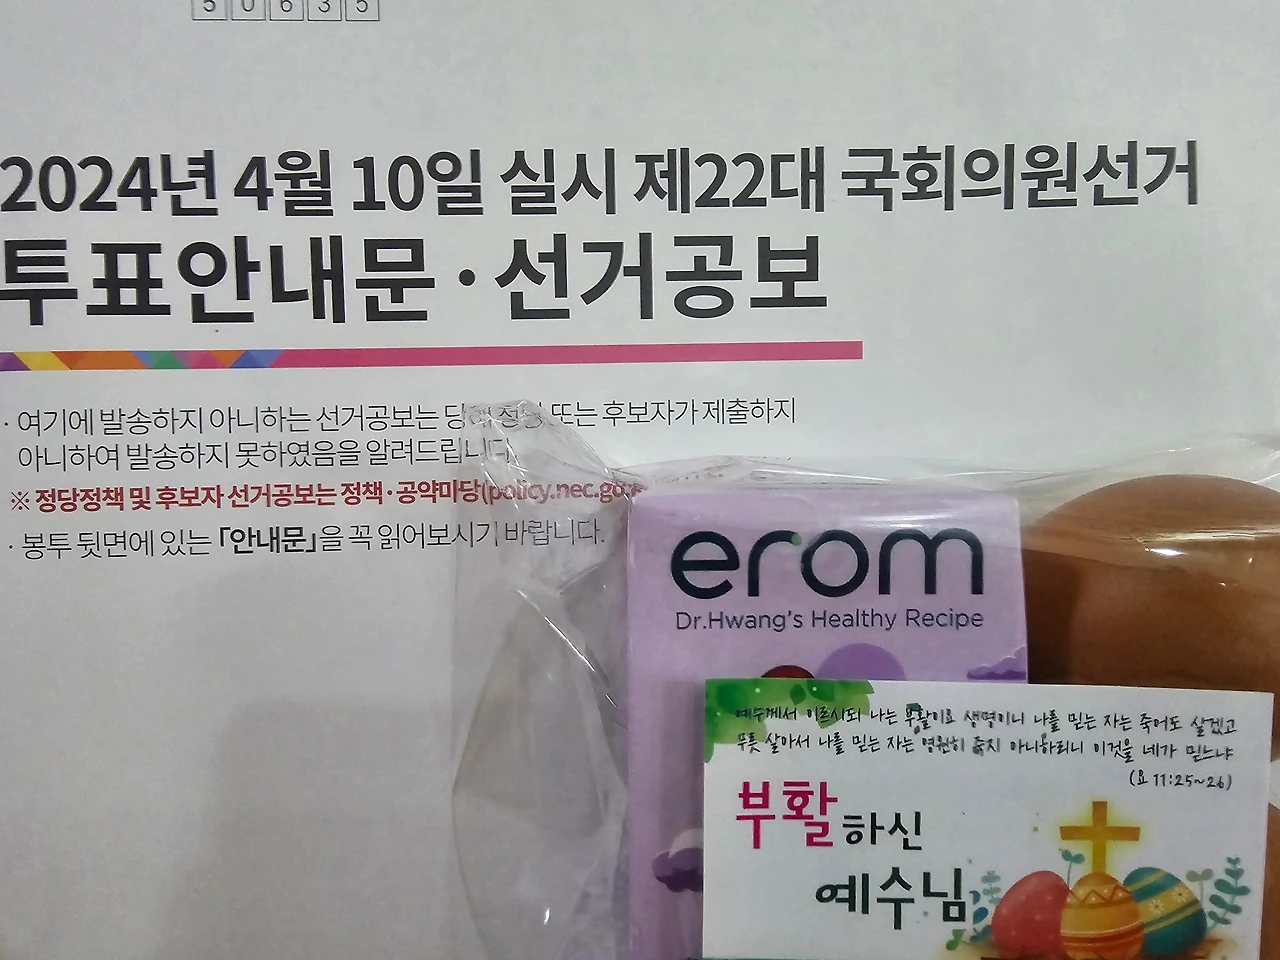 50635
2024년 4월 10일 실시 제22대 국회의원선거
투표안내문·선거공보
· 여기에 발송하지 아니하는 선거공보는 당해 정당 또는 후보자가 제출하지
아니하여 발송하지 못하였음을 알려드립니다.
※ 정당정책 및 후보자 선거공보는 정책·공약마당(policy.nec.go
· 봉투 뒷면에 있는 「안내문」을 꼭 읽어보시기 바랍니다.
erom
Dr.Hwang's Healthy Recipe
예수께서 이르시되 나는 부활이요 생명이니 나를 믿는 자는 죽어도 살겠고
무릇 살아서 나를 믿는 자는 영원히 죽지 아니하리니 이것을 네가 믿느냐
(요 11:25~26)
부활하신
예수님